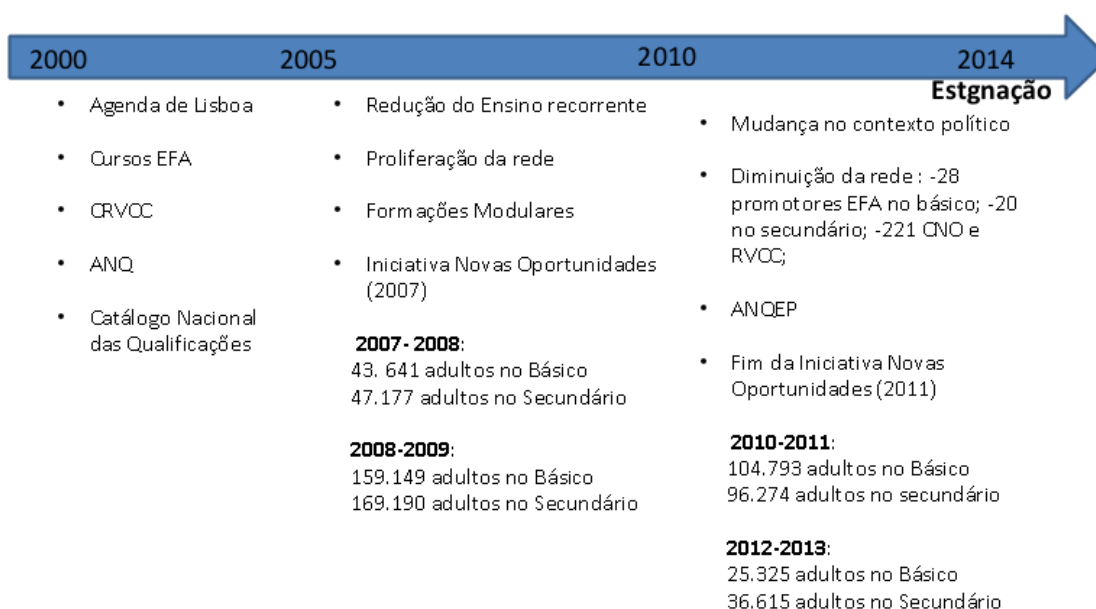 2000 2005 2010 2014
Estgnação
• Agenda de Lisboa
• Cursos EFA
• CRVCC
• ANQ
• Catálogo Nacional
das Qualificações
• Redução do Ensino recorrente
• Proliferação da rede
• Formações Modulares
• Iniciativa Novas Oportunidades
(2007)
2007- 2008:
43. 641 adultos no Básico
47.177 adultos no Secundário
2008-2009:
159.149 adultos no Básico
169.190 adultos no Secundário
• Mudança no contexto político
• Diminuição da rede : -28
promotores EFA no básico; -20
no secundário; -221 CNO e
RVCC;
• ANQEP
• Fim da Iniciativa Novas
Oportunidades (2011)
2010-2011:
104.793 adultos no Básico
96.274 adultos no secundário
2012-2013:
25.325 adultos no Básico
36.615 adultos no Secundário